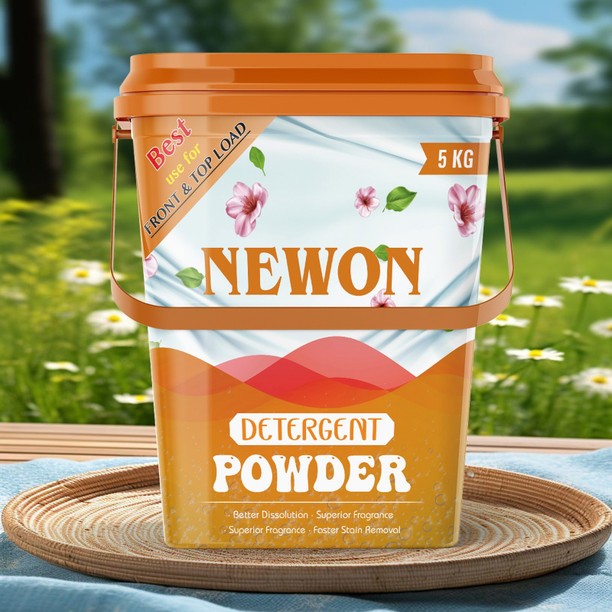 Best
use for
FRONT & TOP LOAD
5 KG
NEWON
DETERGENT
POWDER
Better Dissolution · Superior Fragrance
· Superior Fragrance · Faster Stain Removal